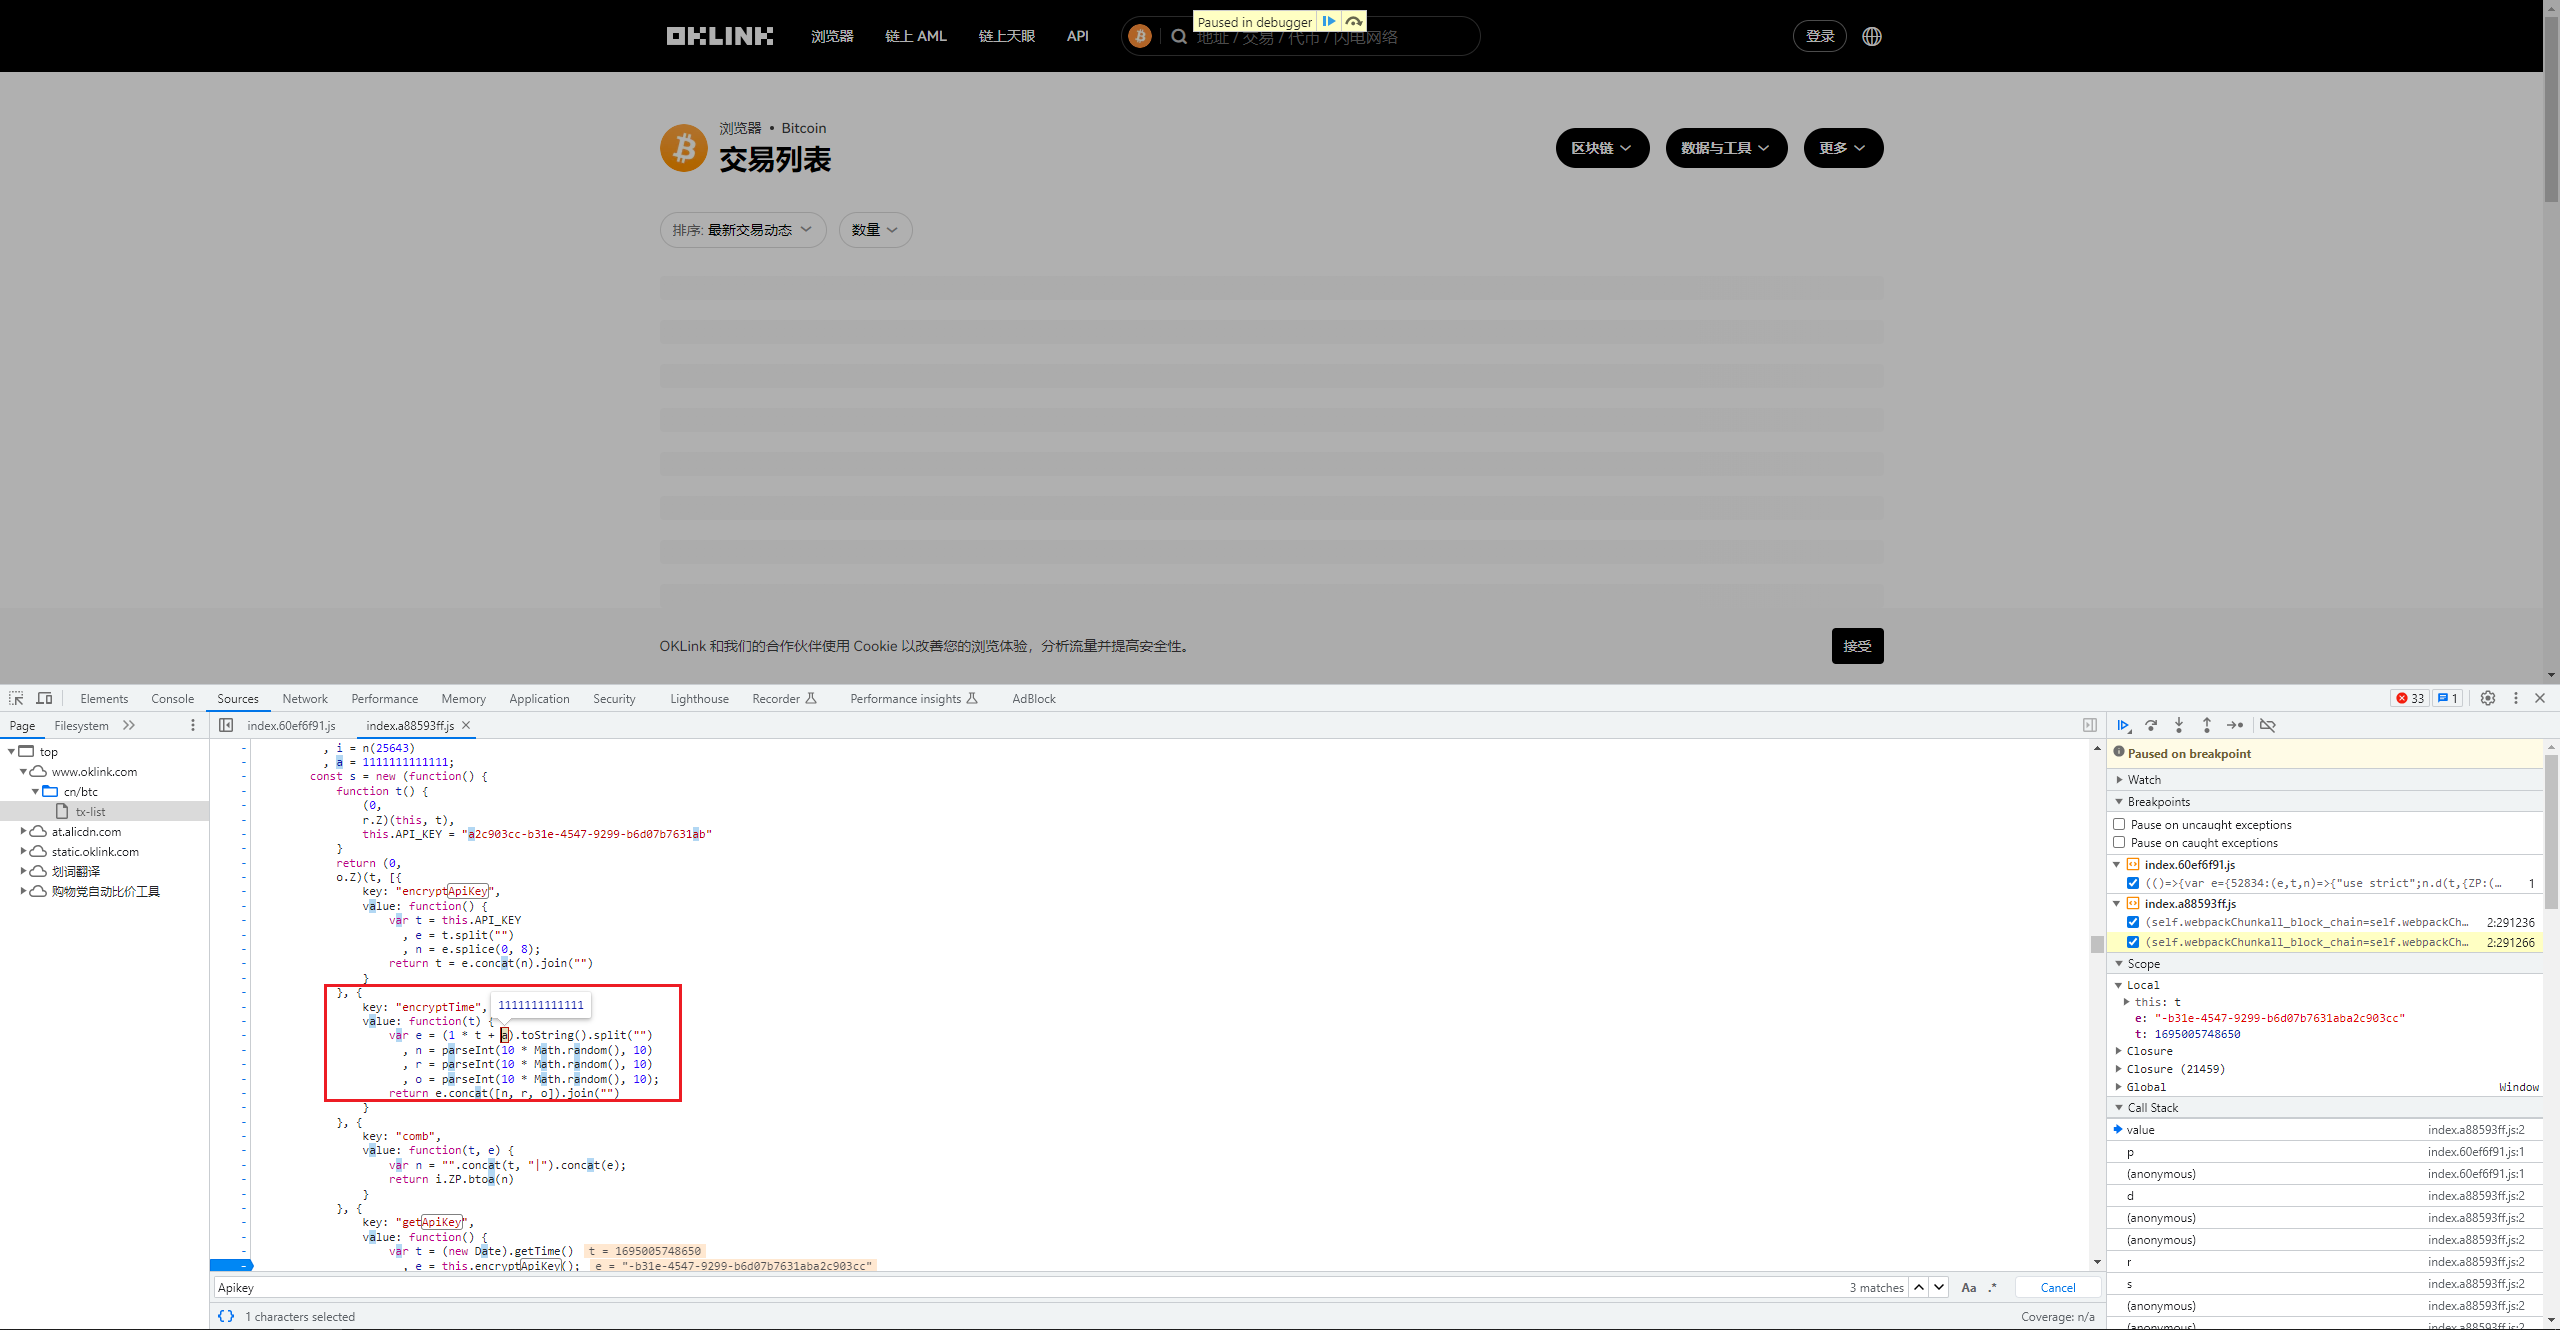 OKLINK 浏览器 链上 AML 链上天眼 API 地址 / 交易 / 代币 / 闪电网络 登录
Paused in debugger
浏览器 • Bitcoin
交易列表
区块链 数据与工具 更多
排序: 最新交易动态 数量
OKLink 和我们的合作伙伴使用 Cookie 以改善您的浏览体验，分析流量并提高安全性。
接受
Elements Console Sources Network Performance Memory Application Security Lighthouse Recorder Performance insights AdBlock 33 1
Page Filesystem
index.60ef6f91.js index.a88593ff.js
top
www.oklink.com
cn/btc
tx-list
at.alicdn.com
static.oklink.com
划词翻译
购物党自动比价工具
, i = n(25643)
, a = 1111111111111;
const s = new (function() {
function t() {
(0,
r.Z)(this, t),
this.API_KEY = "a2c903cc-b31e-4547-9299-b6d07b7631ab"
}
return (0,
o.Z)(t, [{
key: "encryptApiKey",
value: function() {
var t = this.API_KEY
, e = t.split("")
, n = e.splice(0, 8);
return t = e.concat(n).join("")
}
}, {
key: "encryptTime",
1111111111111
value: function(t) {
var e = (1 * t + a).toString().split("")
, n = parseInt(10 * Math.random(), 10)
, r = parseInt(10 * Math.random(), 10)
, o = parseInt(10 * Math.random(), 10);
return e.concat([n, r, o]).join("")
}
}, {
key: "comb",
value: function(t, e) {
var n = "".concat(t, "|").concat(e);
return i.ZP.btoa(n)
}
}, {
key: "getApiKey",
value: function() {
var t = (new Date).getTime() t = 1695005748650
, e = this.encryptApiKey(); e = "-b31e-4547-9299-b6d07b7631aba2c903cc"
Apikey 3 matches Aa .* Cancel
{} 1 characters selected Coverage: n/a
Paused on breakpoint
Watch
Breakpoints
Pause on uncaught exceptions
Pause on caught exceptions
index.60ef6f91.js
(()=>{var e={52834:(e,t,n)=>{"use strict";n.d(t,{ZP:(… 1
index.a88593ff.js
(self.webpackChunkall_block_chain=self.webpackCh… 2:291236
(self.webpackChunkall_block_chain=self.webpackCh… 2:291266
Scope
Local
this: t
e: "-b31e-4547-9299-b6d07b7631aba2c903cc"
t: 1695005748650
Closure
Closure (21459)
Global Window
Call Stack
value index.a88593ff.js:2
p index.60ef6f91.js:1
(anonymous) index.60ef6f91.js:1
d index.a88593ff.js:2
(anonymous) index.a88593ff.js:2
(anonymous) index.a88593ff.js:2
r index.a88593ff.js:2
s index.a88593ff.js:2
(anonymous) index.a88593ff.js:2
(anonymous) index.a88593ff.js:2